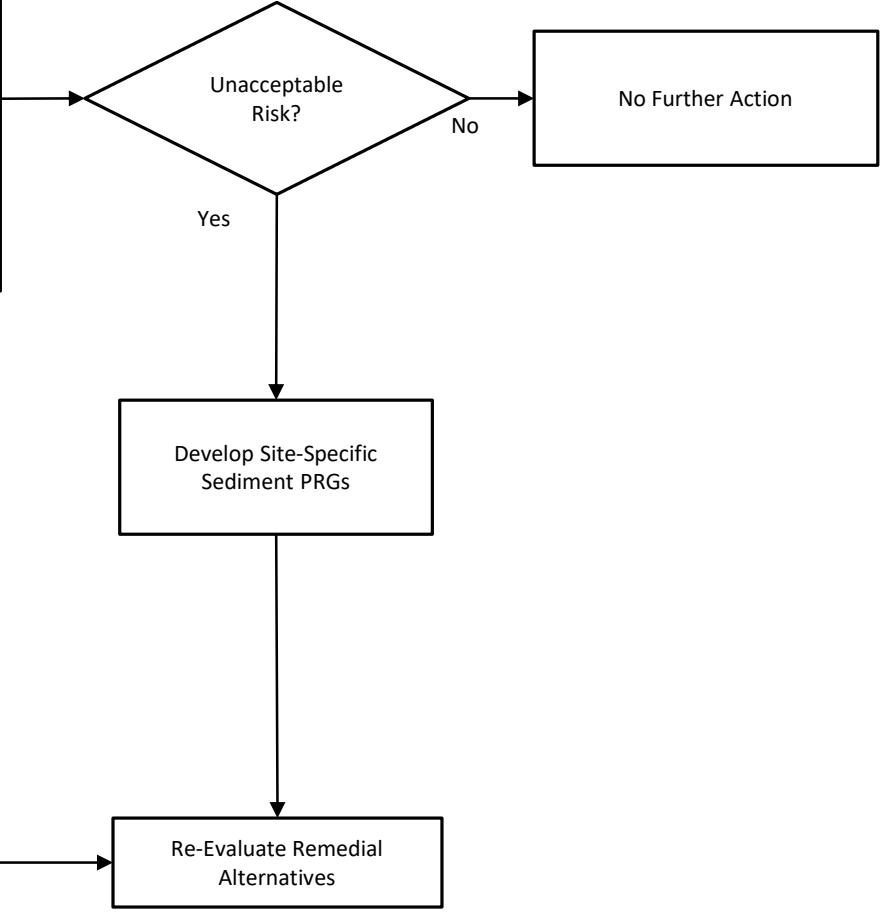 Unacceptable
Risk?
No Further Action
No
Yes
Develop Site-Specific
Sediment PRGs
Re-Evaluate Remedial
Alternatives